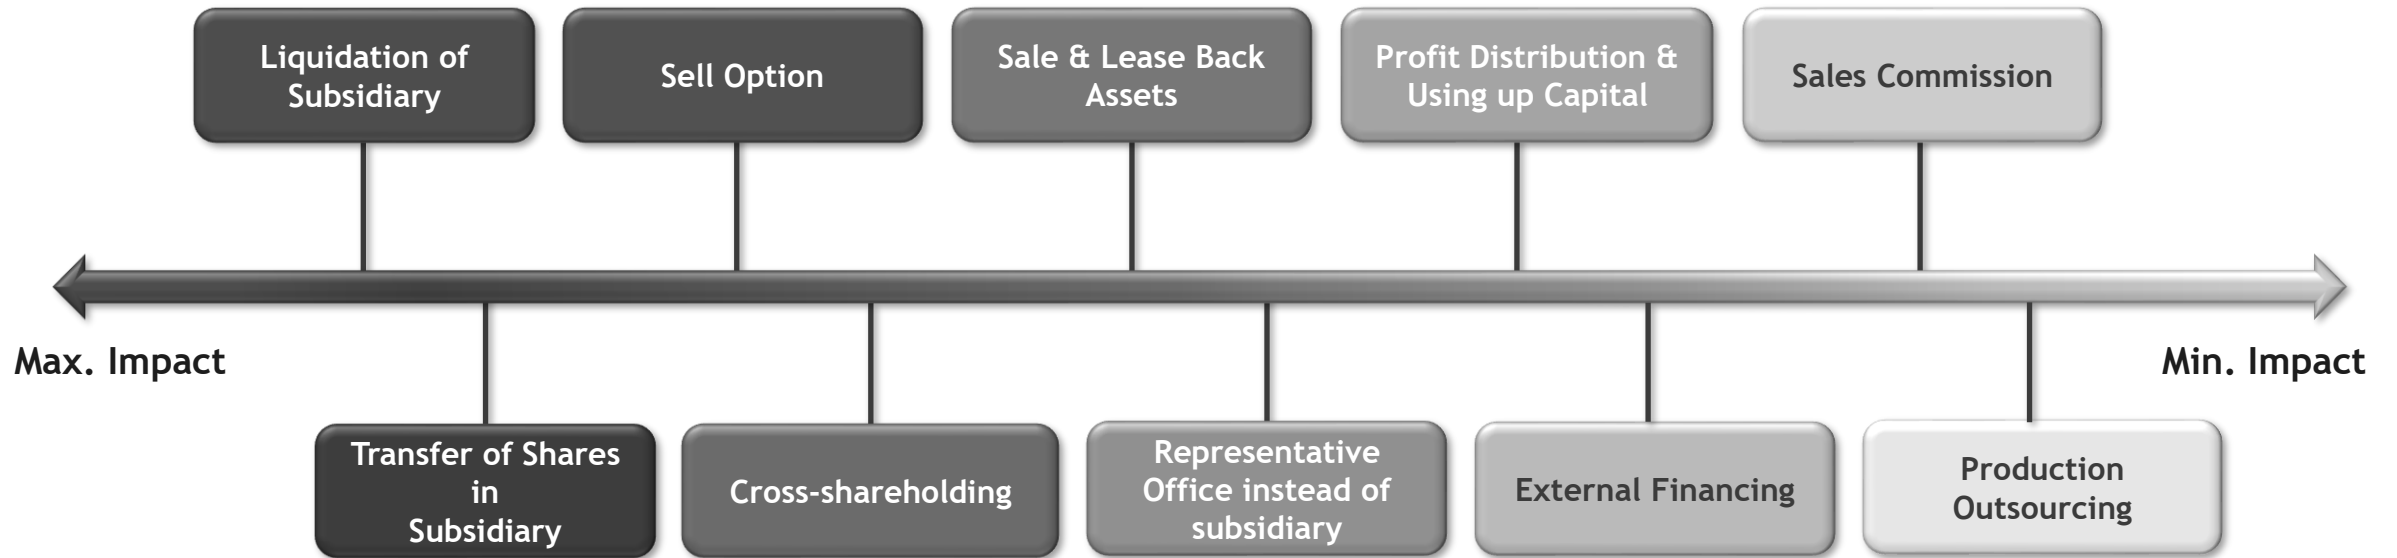 Liquidation of
Subsidiary
Sell Option
Sale & Lease Back
Assets
Profit Distribution &
Using up Capital
Sales Commission
Max. Impact
Min. Impact
Transfer of Shares
in
Subsidiary
Cross-shareholding
Representative
Office instead of
subsidiary
External Financing
Production
Outsourcing